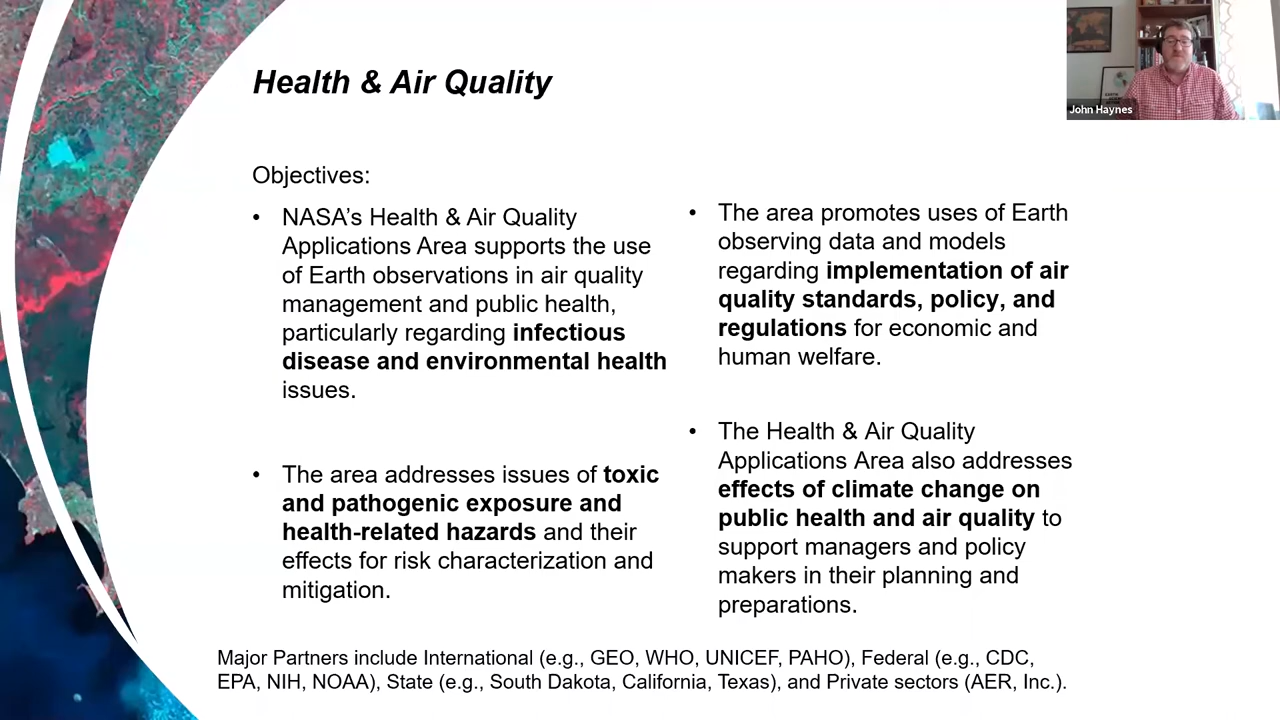 Health & Air Quality
John Haynes
Objectives:
• NASA’s Health & Air Quality
Applications Area supports the use
of Earth observations in air quality
management and public health,
particularly regarding infectious
disease and environmental health
issues.
• The area addresses issues of toxic
and pathogenic exposure and
health-related hazards and their
effects for risk characterization and
mitigation.
• The area promotes uses of Earth
observing data and models
regarding implementation of air
quality standards, policy, and
regulations for economic and
human welfare.
• The Health & Air Quality
Applications Area also addresses
effects of climate change on
public health and air quality to
support managers and policy
makers in their planning and
preparations.
Major Partners include International (e.g., GEO, WHO, UNICEF, PAHO), Federal (e.g., CDC,
EPA, NIH, NOAA), State (e.g., South Dakota, California, Texas), and Private sectors (AER, Inc.).